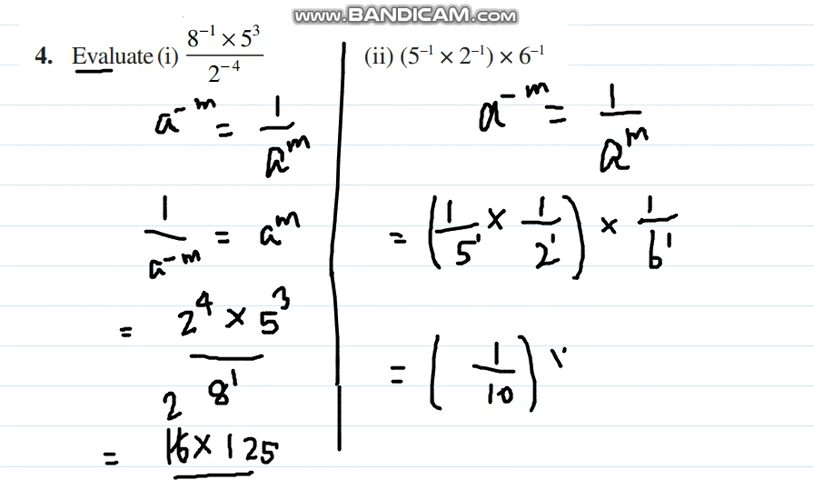 www.BANDICAM.com
4. Evaluate (i) 8⁻¹ × 5³ / 2⁻⁴
a⁻ᵐ = 1/aᵐ
1/a⁻ᵐ = aᵐ
= 2⁴ × 5³ / 8¹
2
= 16 × 125
(ii) (5⁻¹ × 2⁻¹) × 6⁻¹
a⁻ᵐ = 1/aᵐ
= (1/5¹ × 1/2¹) × 1/6¹
= (1/10)